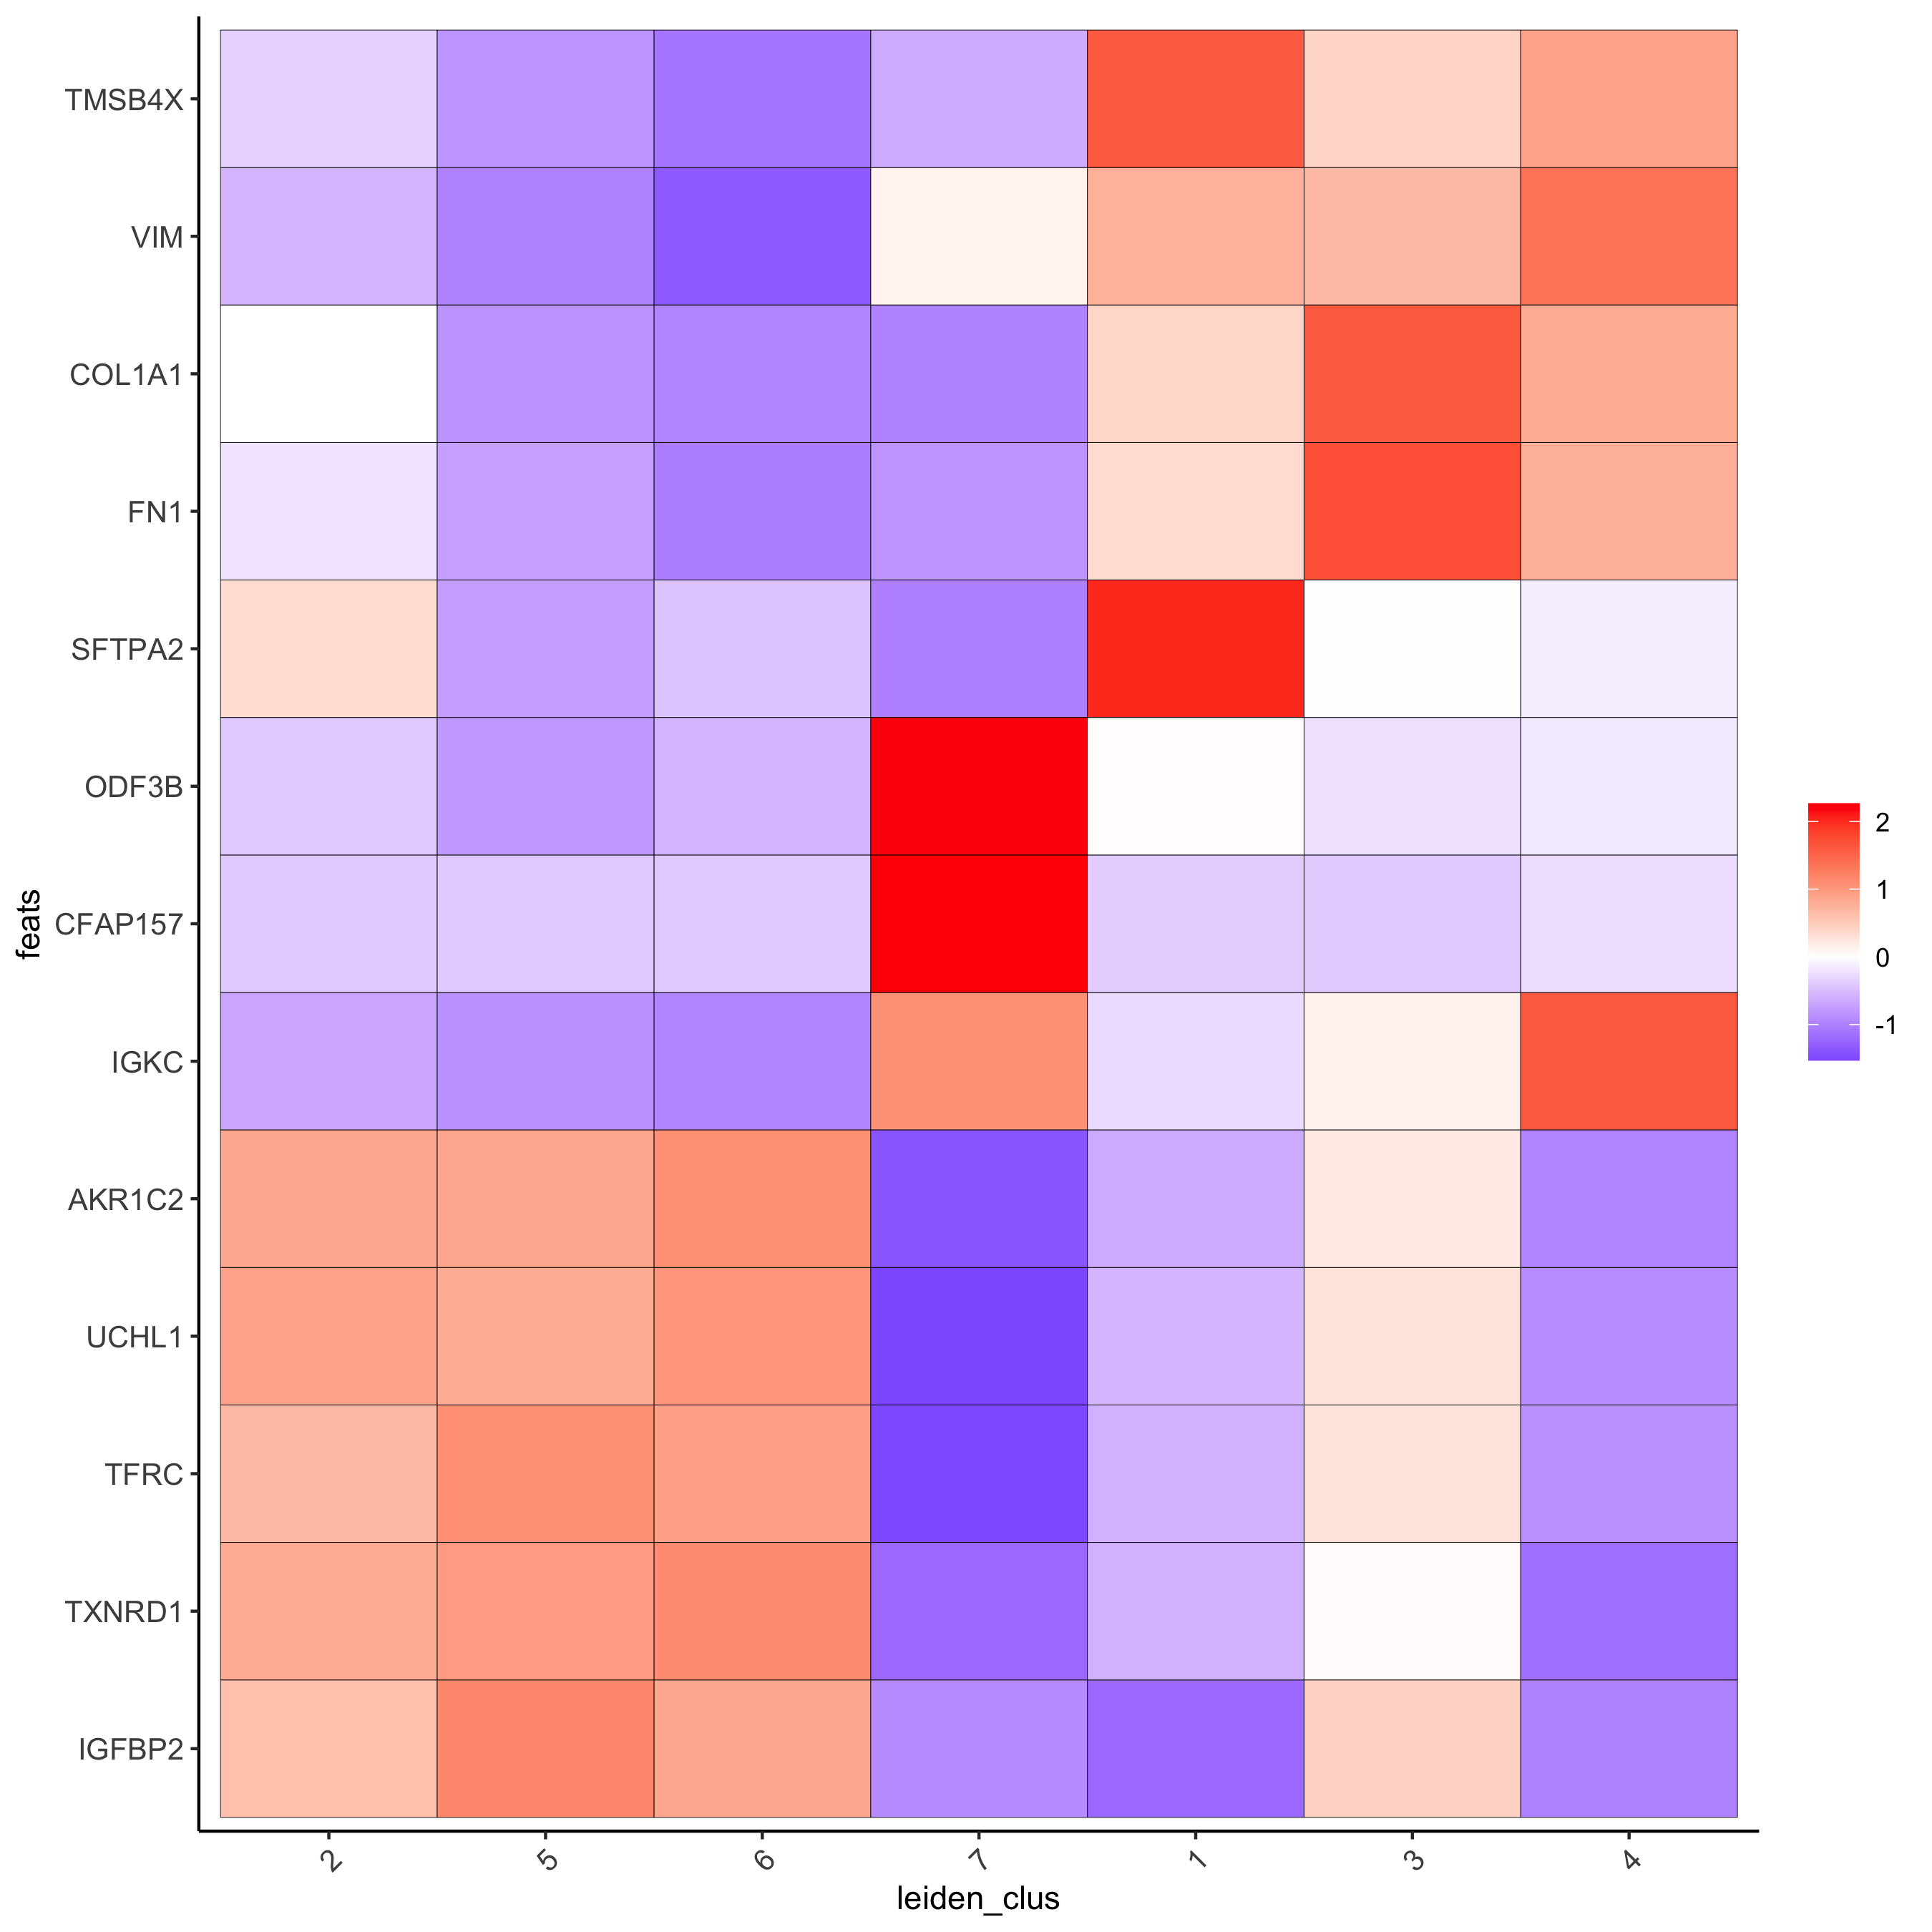 TMSB4X
VIM
COL1A1
FN1
SFTPA2
ODF3B
CFAP157
IGKC
AKR1C2
UCHL1
TFRC
TXNRD1
IGFBP2
feats
2 5 6 7 1 3 4
leiden_clus
2
1
0
-1